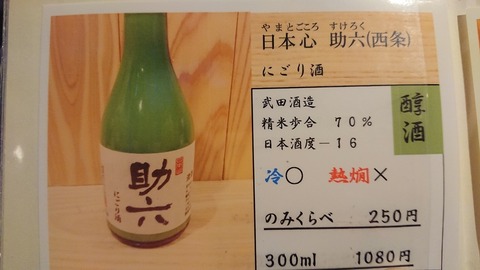 やまとごころ すけろく
日本心 助六(西条)
にごり酒
武田酒造
精米歩合 70%
日本酒度-16
醇酒
冷○ 熱燗×
のみくらべ 250円
300ml 1080円
助六
にごり酒